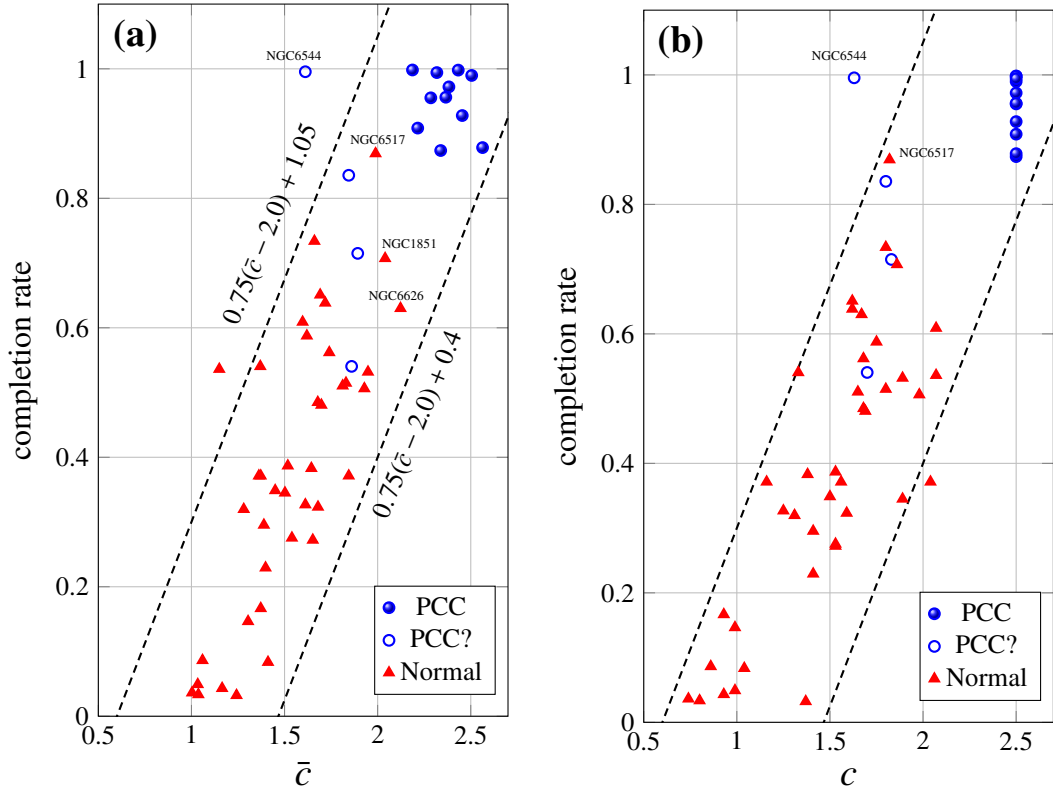 (a)
NGC6544
NGC6517
NGC1851
NGC6626
0.75(c̄ − 2.0) + 1.05
0.75(c̄ − 2.0) + 0.4
completion rate
1
0.8
0.6
0.4
0.2
0
0.5 1 1.5 2 2.5
c̄
PCC
PCC?
Normal
(b)
NGC6544
NGC6517
completion rate
1
0.8
0.6
0.4
0.2
0
0.5 1 1.5 2 2.5
c
PCC
PCC?
Normal